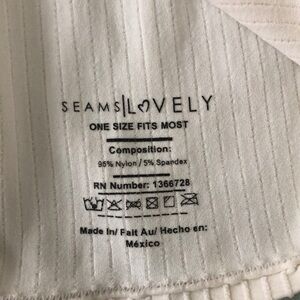 SEAMS|LOVELY
ONE SIZE FITS MOST
Composition:
95% Nylon / 5% Spandex
RN Number: 1366728
Made In/ Fait Au/ Hecho en:
México